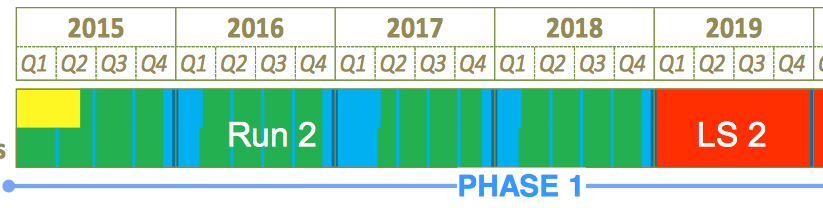 2015 2016 2017 2018 2019
Q1 Q2 Q3 Q4 Q1 Q2 Q3 Q4 Q1 Q2 Q3 Q4 Q1 Q2 Q3 Q4 Q1 Q2 Q3 Q4
Run 2 LS 2
PHASE 1